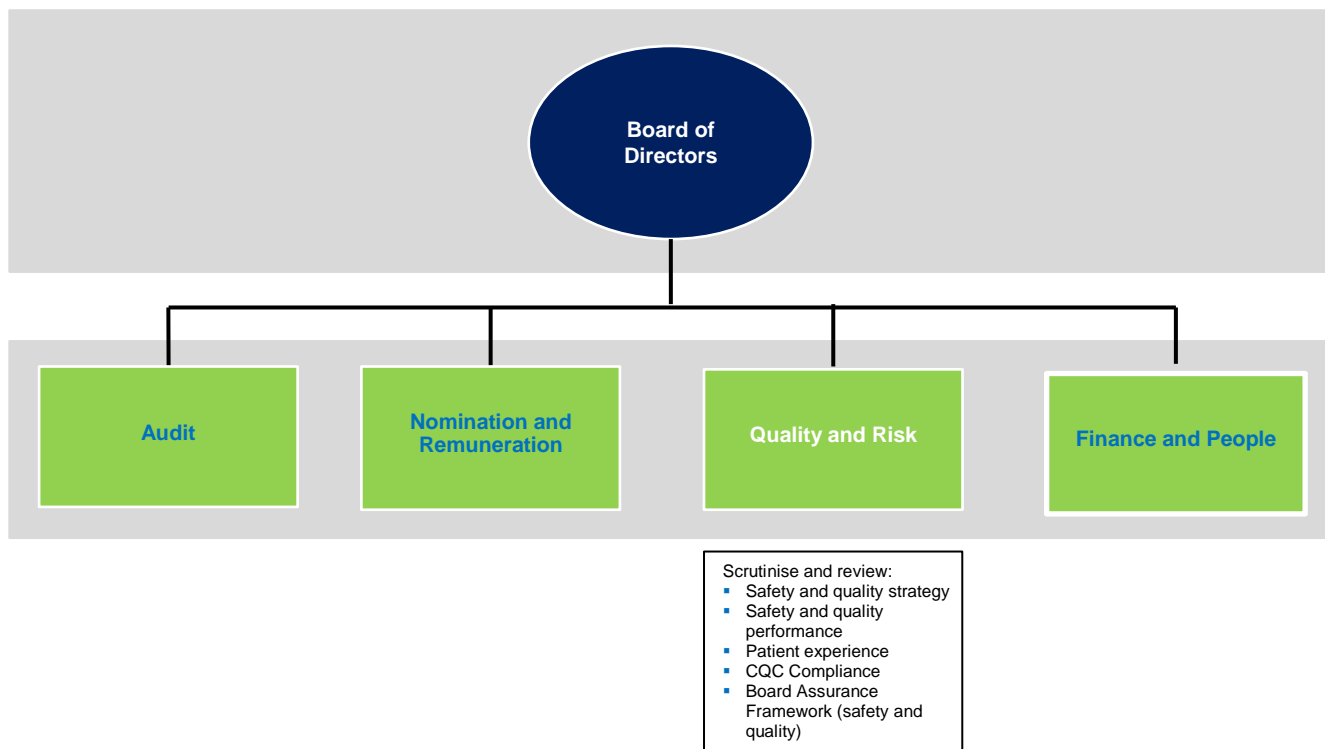 Board of
Directors
Audit
Nomination and
Remuneration
Quality and Risk
Finance and People
Scrutinise and review:
▪ Safety and quality strategy
▪ Safety and quality
performance
▪ Patient experience
▪ CQC Compliance
▪ Board Assurance
Framework (safety and
quality)